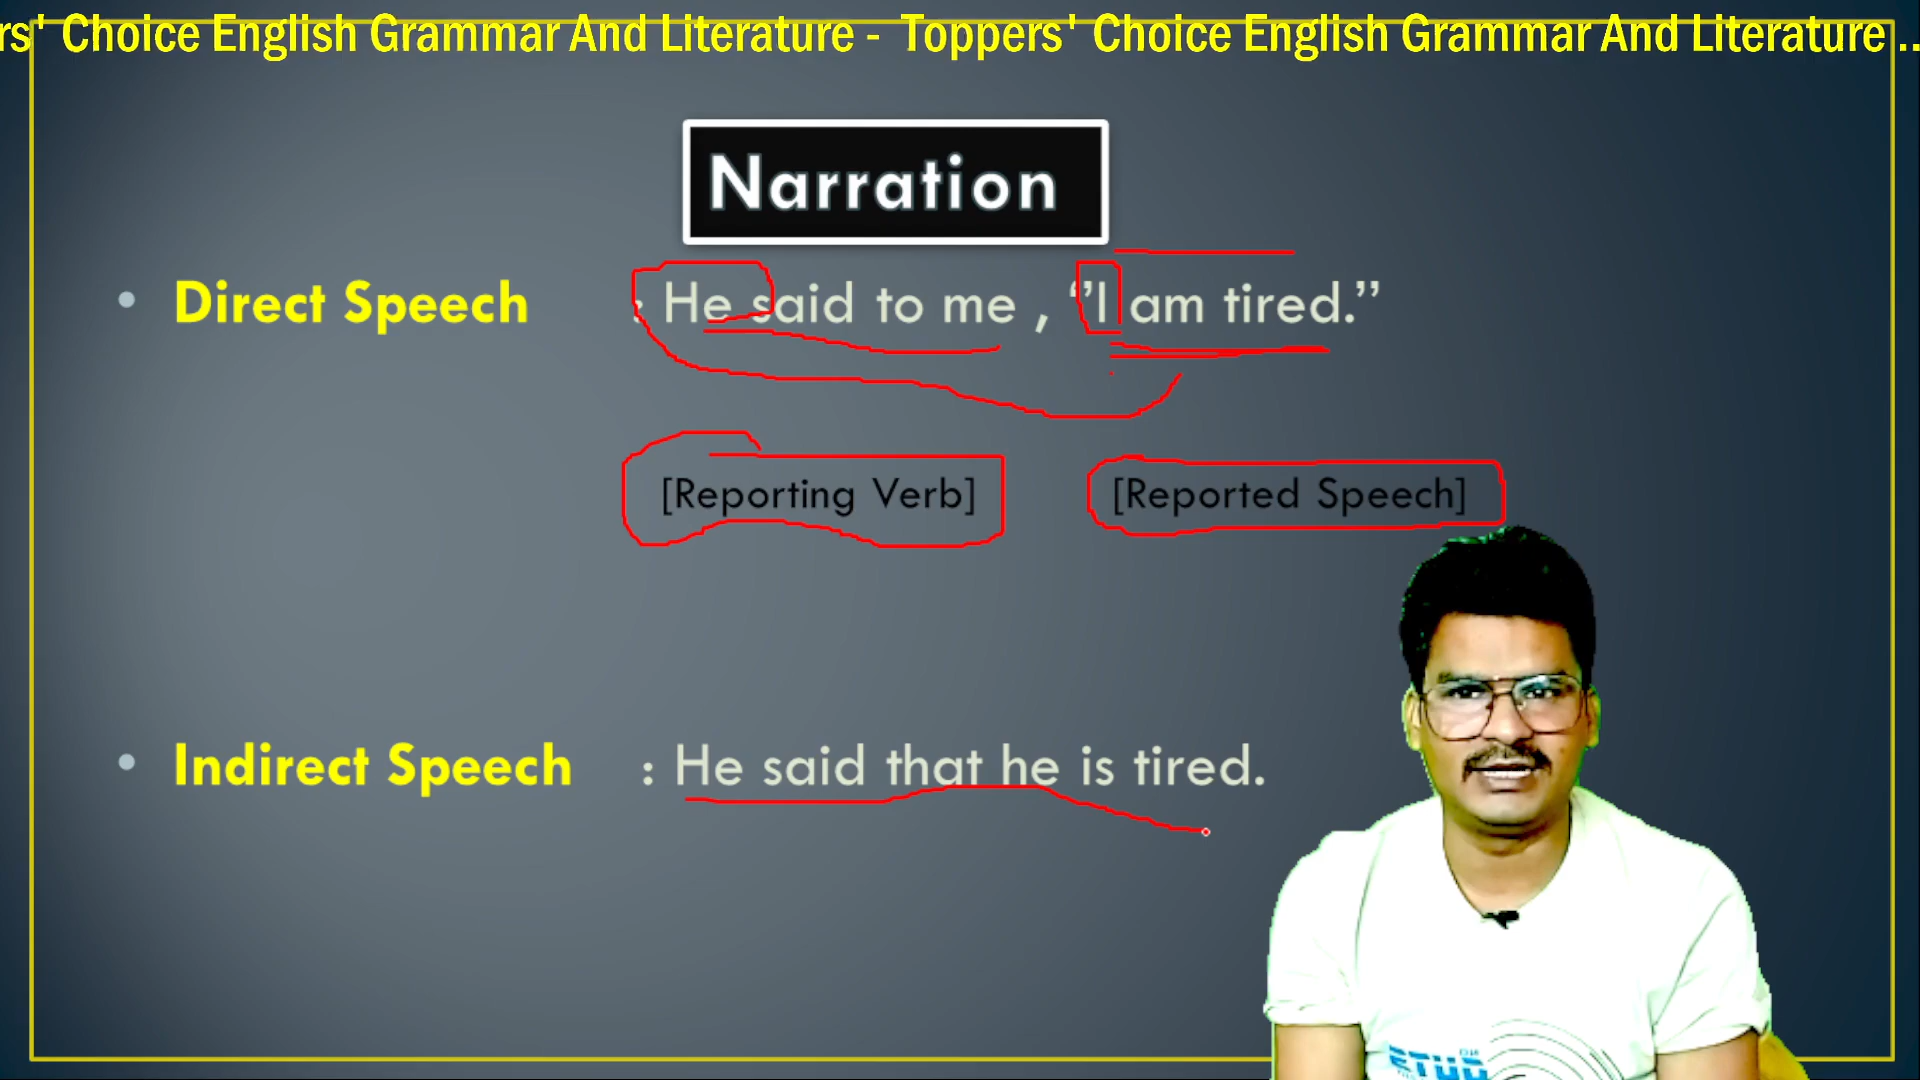 rs' Choice English Grammar And Literature - Toppers' Choice English Grammar And Literature ..
Narration
• Direct Speech : He said to me , “I am tired.”
[Reporting Verb] [Reported Speech]
• Indirect Speech : He said that he is tired.